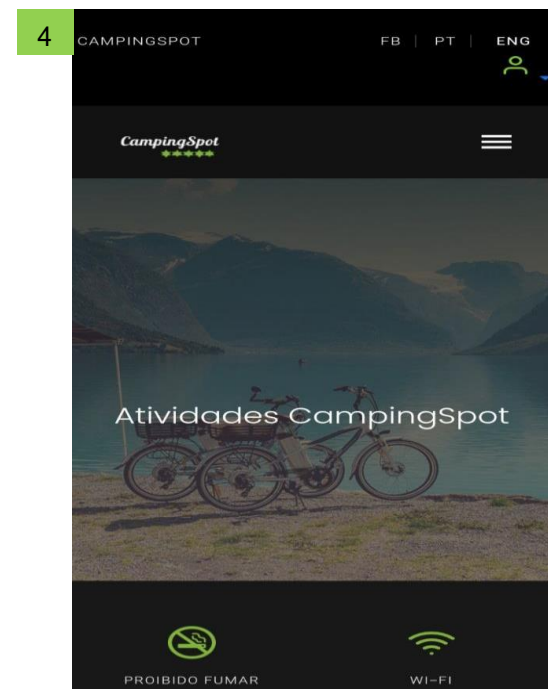 4
CAMPINGSPOT FB | PT | ENG
CampingSpot
Atividades CampingSpot
PROIBIDO FUMAR WI-FI